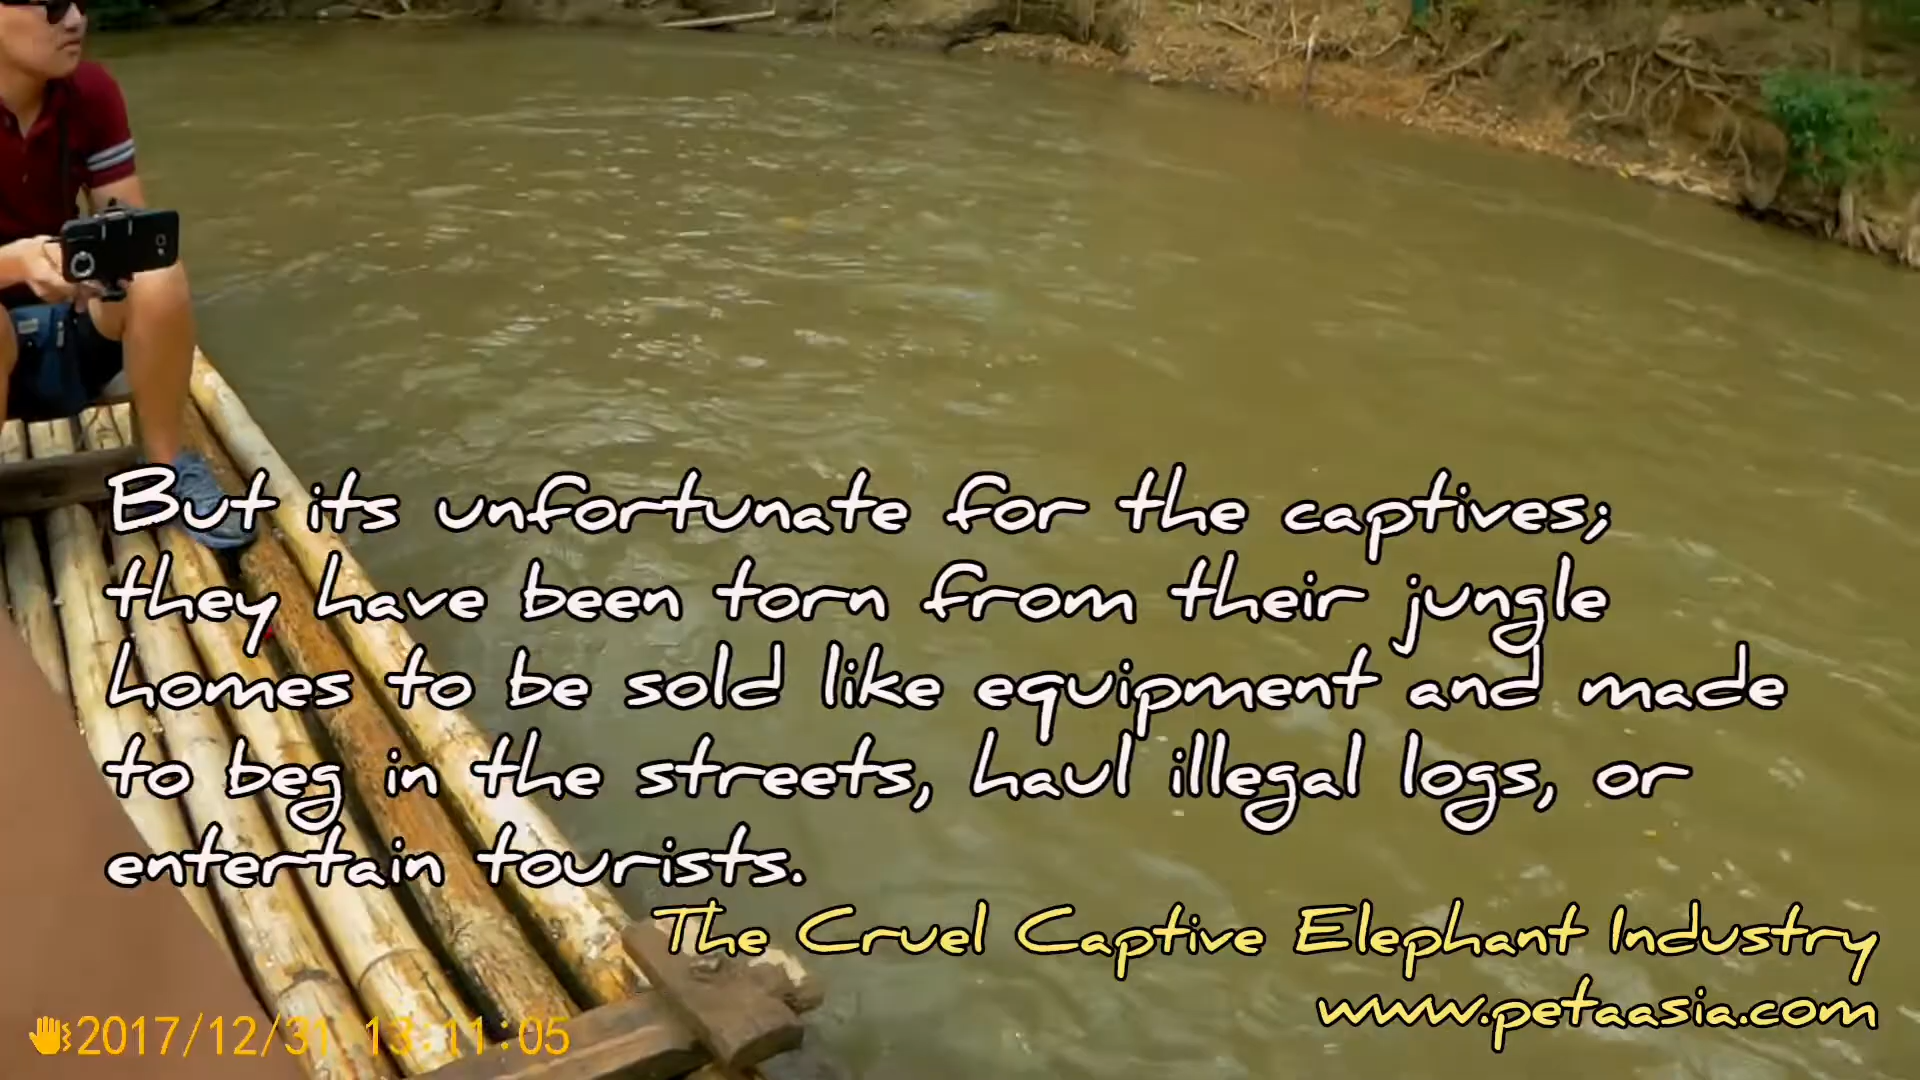 But its unfortunate for the captives;
they have been torn from their jungle
homes to be sold like equipment and made
to beg in the streets, haul illegal logs, or
entertain tourists.
The Cruel Captive Elephant Industry
www.petaasia.com
2017/12/31 13:11:05